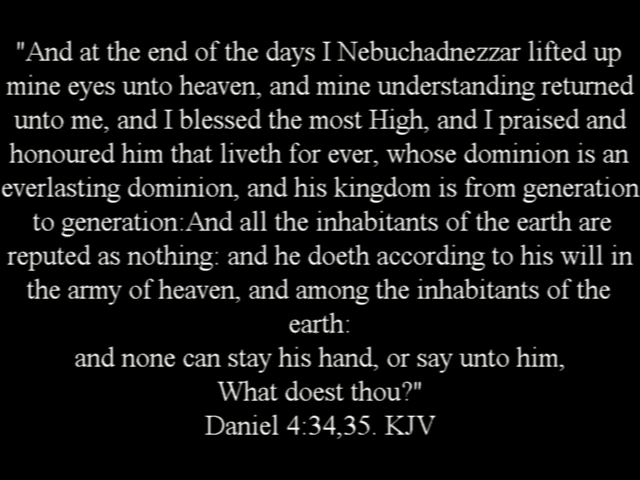 "And at the end of the days I Nebuchadnezzar lifted up
mine eyes unto heaven, and mine understanding returned
unto me, and I blessed the most High, and I praised and
honoured him that liveth for ever, whose dominion is an
everlasting dominion, and his kingdom is from generation
to generation:And all the inhabitants of the earth are
reputed as nothing: and he doeth according to his will in
the army of heaven, and among the inhabitants of the
earth:
and none can stay his hand, or say unto him,
What doest thou?"
Daniel 4:34,35. KJV